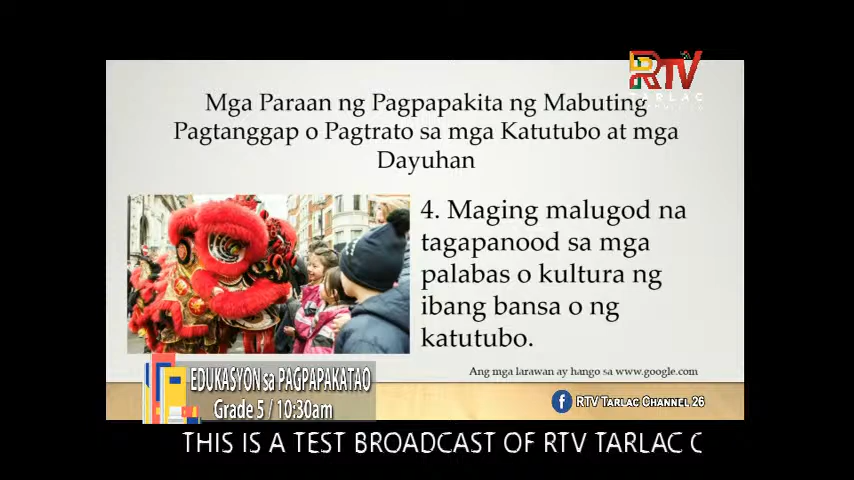 RTV
TARLAC
Mga Paraan ng Pagpapakita ng Mabuting
Pagtanggap o Pagtrato sa mga Katutubo at mga
Dayuhan
4. Maging malugod na
tagapanood sa mga
palabas o kultura ng
ibang bansa o ng
katutubo.
Ang mga larawan ay hango sa www.google.com
EDUKASYON sa PAGPAPAKATAO
Grade 5 / 10:30am
f RTV TARLAC CHANNEL 26
THIS IS A TEST BROADCAST OF RTV TARLAC C